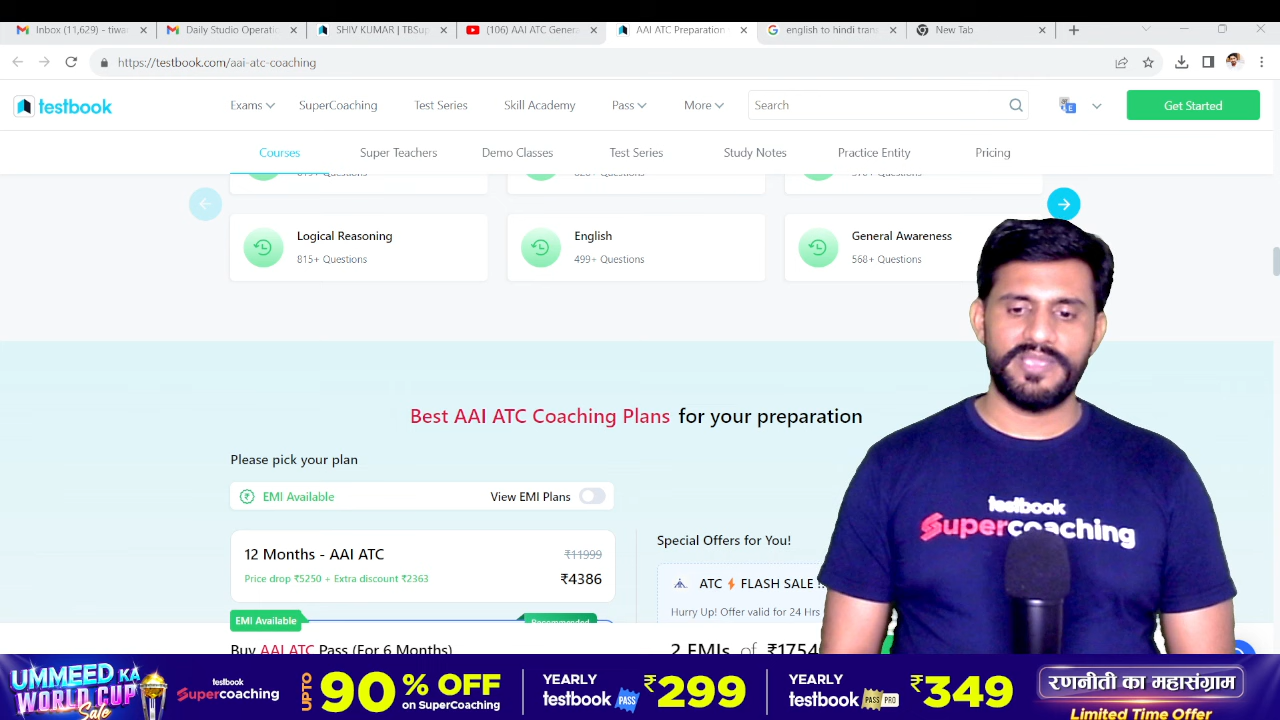 Inbox (11,629) - tiwa
Daily Studio Operati
SHIV KUMAR | TBSup
(106) AAI ATC Gener
AAI ATC Preparation
english to hindi tran
New Tab
https://testbook.com/aai-atc-coaching
testbook
Exams
SuperCoaching
Test Series
Skill Academy
Pass
More
Search
Get Started
Courses
Super Teachers
Demo Classes
Test Series
Study Notes
Practice Entity
Pricing
Logical Reasoning
815+ Questions
English
499+ Questions
General Awareness
568+ Questions
Best AAI ATC Coaching Plans for your preparation
Please pick your plan
EMI Available
View EMI Plans
12 Months - AAI ATC
₹11999
Price drop ₹5250 + Extra discount ₹2363
₹4386
Special Offers for You!
ATC ⚡ FLASH SALE !
Hurry Up! Offer valid for 24 Hrs
EMI Available
Recommended
Buy AAI ATC Pass (For 6 Months)
2 EMIs of ₹1754
testbook
Supercoaching
UMMEED KA
WORLD CUP
Sale
testbook
Supercoaching
UPTO
90% OFF
on SuperCoaching
YEARLY
testbook PASS
₹299
YEARLY
testbook PASS PRO
₹349
रणनीती का महासंग्राम
Limited Time Offer